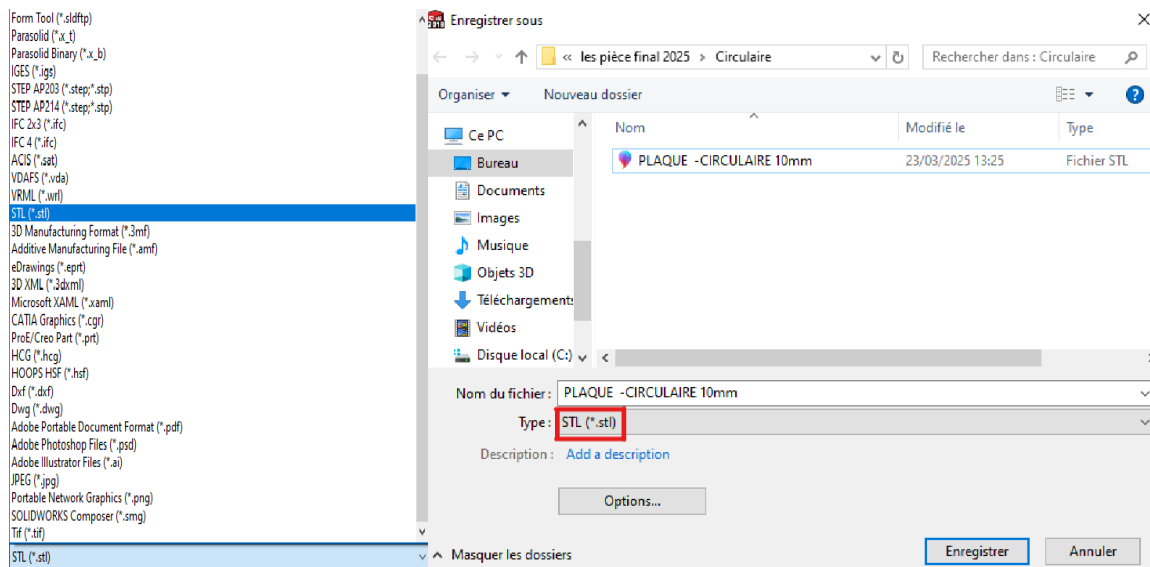 Form Tool (*.sldftp)
Parasolid (*.x_t)
Parasolid Binary (*.x_b)
IGES (*.igs)
STEP AP203 (*.step;*.stp)
STEP AP214 (*.step;*.stp)
IFC 2x3 (*.ifc)
IFC 4 (*.ifc)
ACIS (*.sat)
VDAFS (*.vda)
VRML (*.wrl)
STL (*.stl)
3D Manufacturing Format (*.3mf)
Additive Manufacturing File (*.amf)
eDrawings (*.eprt)
3D XML (*.3dxml)
Microsoft XAML (*.xaml)
CATIA Graphics (*.cgr)
ProE/Creo Part (*.prt)
HCG (*.hcg)
HOOPS HSF (*.hsf)
Dxf (*.dxf)
Dwg (*.dwg)
Adobe Portable Document Format (*.pdf)
Adobe Photoshop Files (*.psd)
Adobe Illustrator Files (*.ai)
JPEG (*.jpg)
Portable Network Graphics (*.png)
SOLIDWORKS Composer (*.smg)
Tif (*.tif)
STL (*.stl)
Enregistrer sous
« les pièce final 2025 > Circulaire
Rechercher dans : Circulaire
Organiser
Nouveau dossier
Ce PC
Bureau
Documents
Images
Musique
Objets 3D
Téléchargements
Vidéos
Disque local (C:)
Nom Modifié le Type
PLAQUE -CIRCULAIRE 10mm 23/03/2025 13:25 Fichier STL
Nom du fichier : PLAQUE -CIRCULAIRE 10mm
Type : STL (*.stl)
Description : Add a description
Options...
Masquer les dossiers
Enregistrer
Annuler